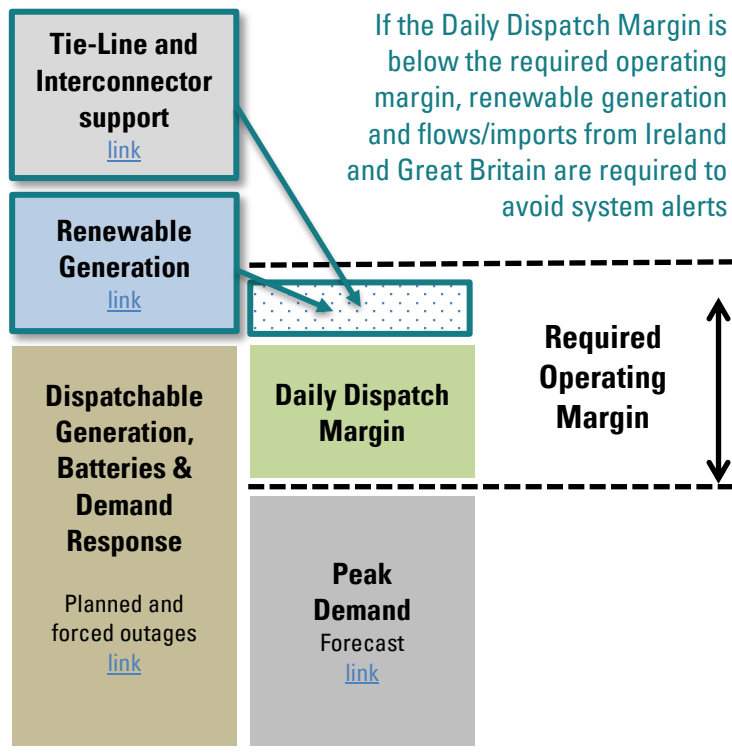 Tie-Line and
Interconnector
support
link
If the Daily Dispatch Margin is
below the required operating
margin, renewable generation
and flows/imports from Ireland
and Great Britain are required to
avoid system alerts
Renewable
Generation
link
Required
Operating
Margin
Daily Dispatch
Margin
Dispatchable
Generation,
Batteries &
Demand
Response
Planned and
forced outages
link
Peak
Demand
Forecast
link